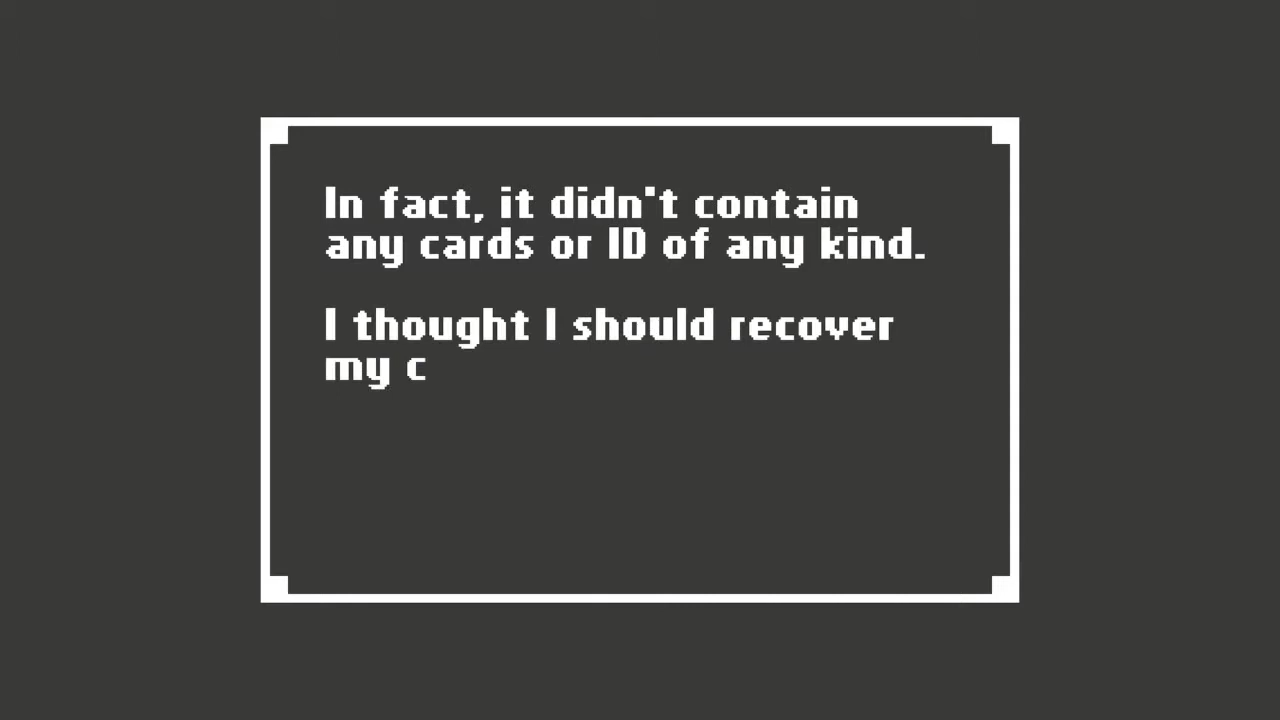 In fact, it didn't contain
any cards or ID of any kind.
I thought I should recover
my c